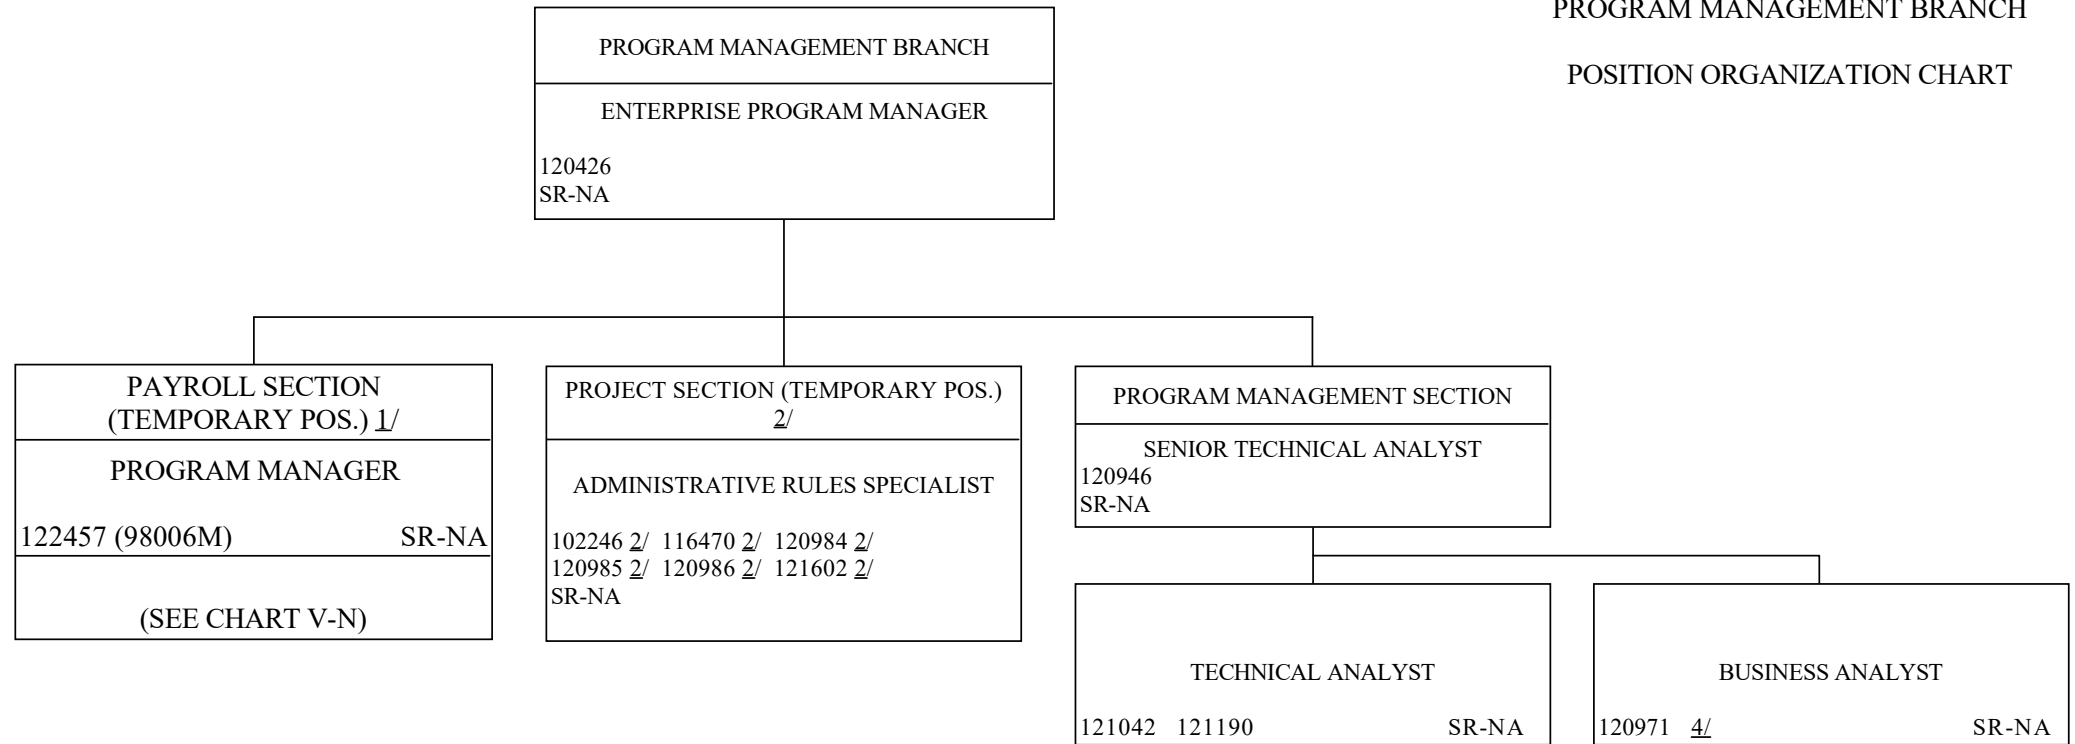 PROGRAM MANAGEMENT BRANCH
POSITION ORGANIZATION CHART
PROGRAM MANAGEMENT BRANCH
ENTERPRISE PROGRAM MANAGER
120426
SR-NA
PAYROLL SECTION
(TEMPORARY POS.) 1/
PROGRAM MANAGER
122457 (98006M) SR-NA
(SEE CHART V-N)
PROJECT SECTION (TEMPORARY POS.)
2/
ADMINISTRATIVE RULES SPECIALIST
102246 2/ 116470 2/ 120984 2/
120985 2/ 120986 2/ 121602 2/
SR-NA
PROGRAM MANAGEMENT SECTION
SENIOR TECHNICAL ANALYST
120946
SR-NA
TECHNICAL ANALYST
121042 121190 SR-NA
BUSINESS ANALYST
120971 4/ SR-NA